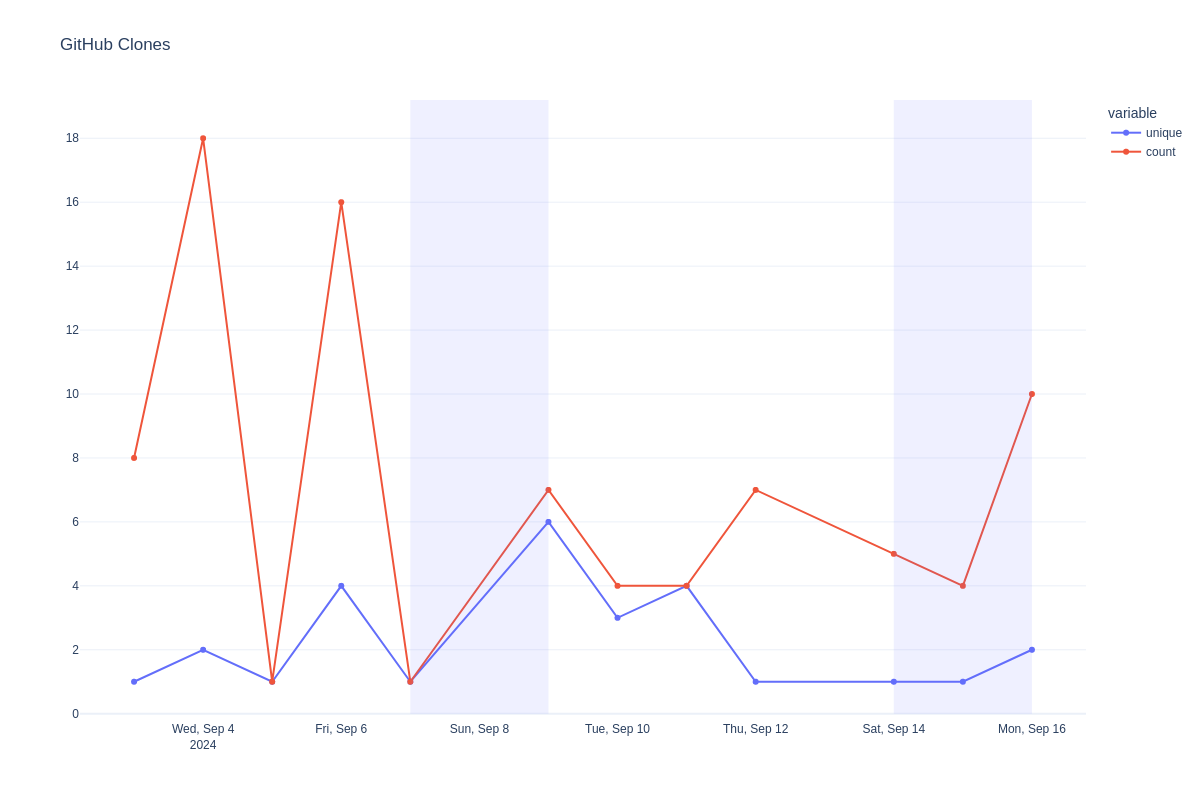 GitHub Clones
variable
unique
count
18
16
14
12
10
8
6
4
2
0
Wed, Sep 4
2024
Fri, Sep 6
Sun, Sep 8
Tue, Sep 10
Thu, Sep 12
Sat, Sep 14
Mon, Sep 16